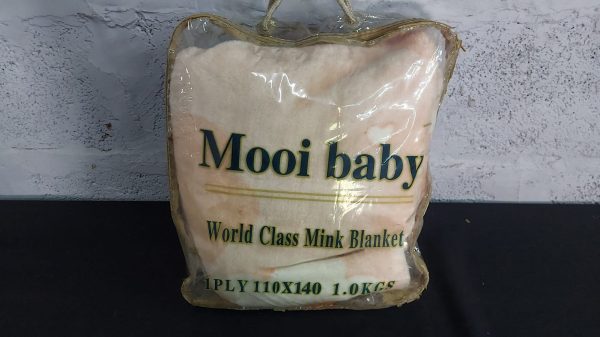 Mooi baby
World Class Mink Blanket
1PLY 110X140 1.0KGS